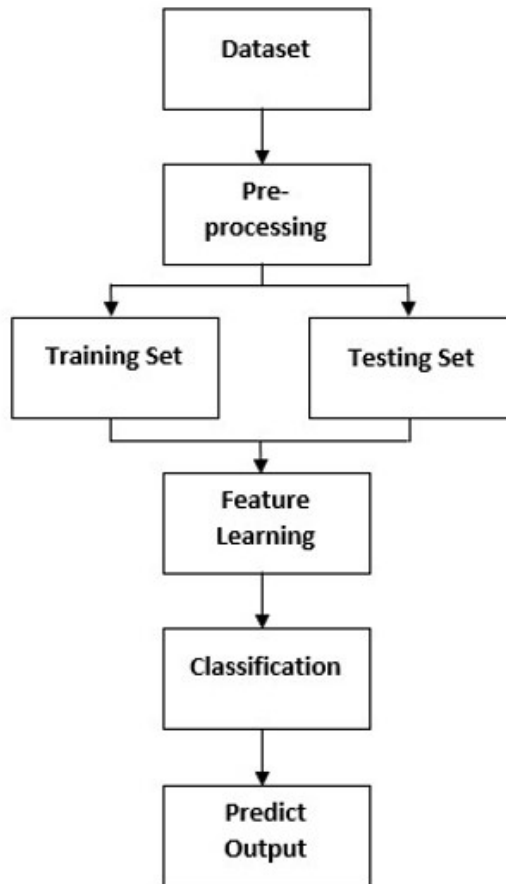 Dataset
Pre-
processing
Training Set
Testing Set
Feature
Learning
Classification
Predict
Output